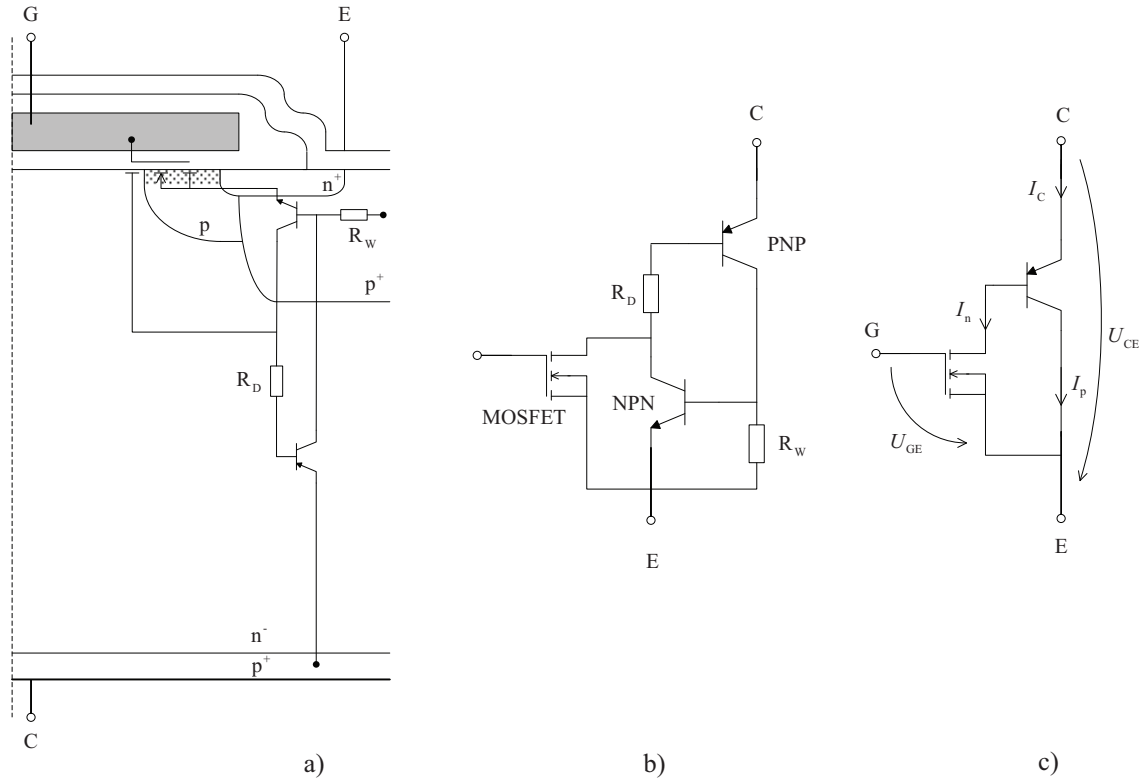 G
E
n+
p
RW
p+
RD
n-
p+
C
a)
C
PNP
RD
MOSFET
NPN
RW
E
b)
C
IC
In
G
UCE
Ip
UGE
E
c)